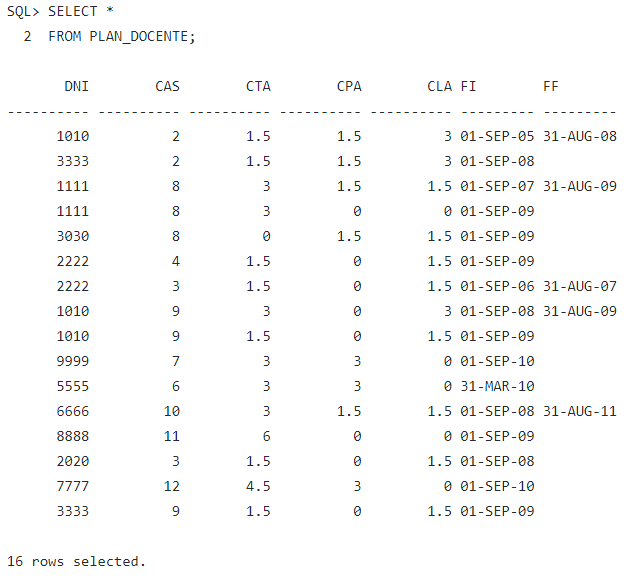 SQL> SELECT *
  2  FROM PLAN_DOCENTE;
       DNI        CAS        CTA        CPA        CLA FI        FF
---------- ---------- ---------- ---------- ---------- --------- ---------
      1010          2        1.5        1.5          3 01-SEP-05 31-AUG-08
      3333          2        1.5        1.5          3 01-SEP-08
      1111          8          3        1.5        1.5 01-SEP-07 31-AUG-09
      1111          8          3          0          0 01-SEP-09
      3030          8          0        1.5        1.5 01-SEP-09
      2222          4        1.5          0        1.5 01-SEP-09
      2222          3        1.5          0        1.5 01-SEP-06 31-AUG-07
      1010          9          3          0          3 01-SEP-08 31-AUG-09
      1010          9        1.5          0        1.5 01-SEP-09
      9999          7          3          3          0 01-SEP-10
      5555          6          3          3          0 31-MAR-10
      6666         10          3        1.5        1.5 01-SEP-08 31-AUG-11
      8888         11          6          0          0 01-SEP-09
      2020          3        1.5          0        1.5 01-SEP-08
      7777         12        4.5          3          0 01-SEP-10
      3333          9        1.5          0        1.5 01-SEP-09
16 rows selected.